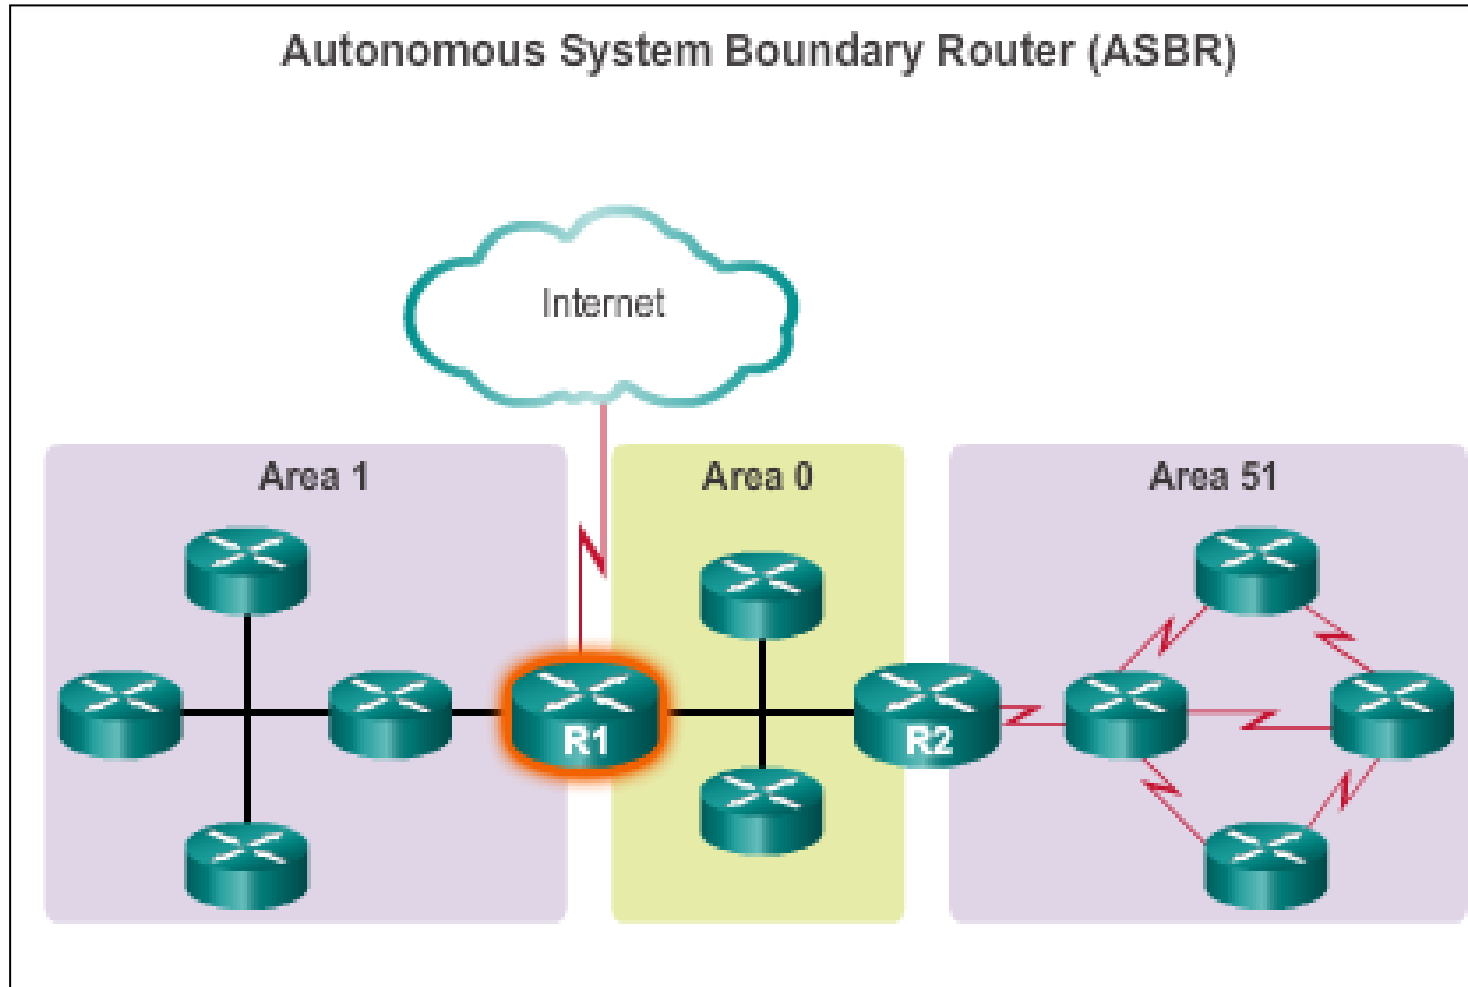 Autonomous System Boundary Router (ASBR)
Internet
Area 1
Area 0
Area 51
R1
R2